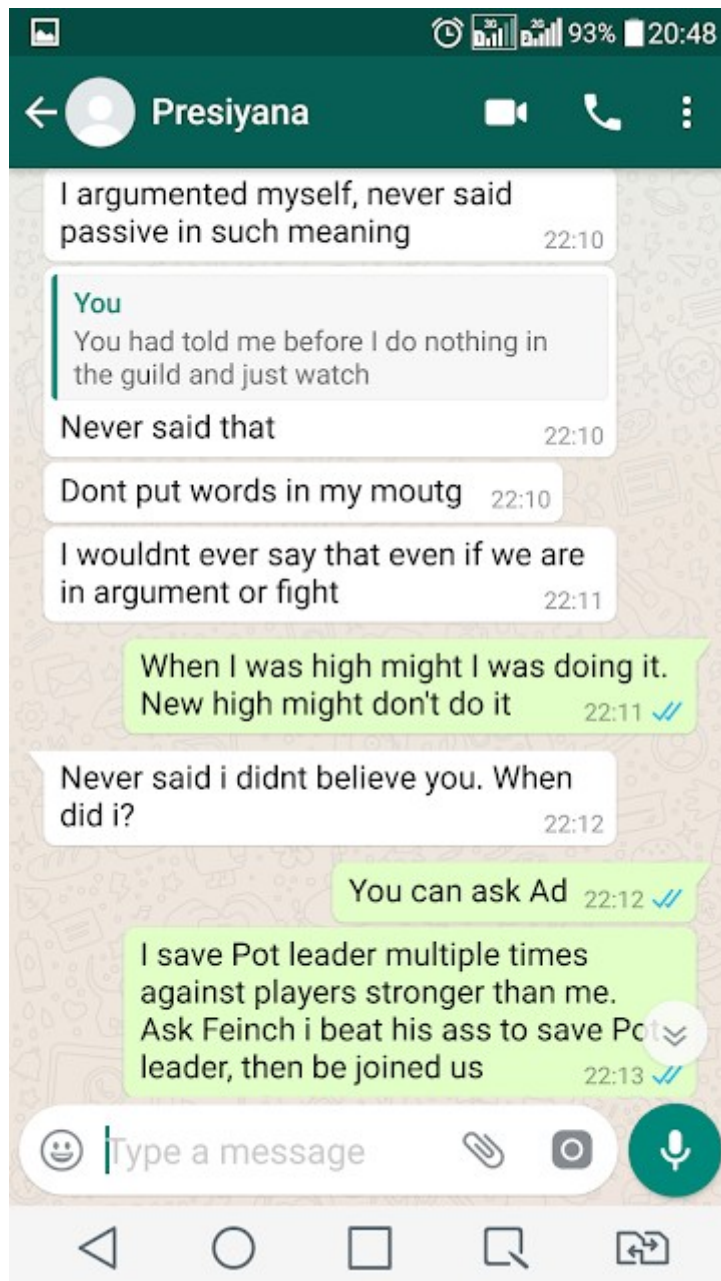 93% 20:48
Presiyana
I argumented myself, never said
passive in such meaning
22:10
You
You had told me before I do nothing in
the guild and just watch
Never said that
22:10
Dont put words in my moutg 22:10
I wouldnt ever say that even if we are
in argument or fight
22:11
When I was high might I was doing it.
New high might don't do it
22:11
Never said i didnt believe you. When
did i?
22:12
You can ask Ad 22:12
I save Pot leader multiple times
against players stronger than me.
Ask Feinch i beat his ass to save Pot
leader, then be joined us
22:13
Type a message